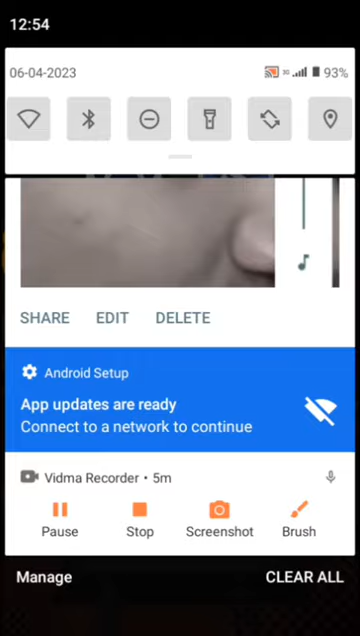 12:54
06-04-2023
3G
93%
SHARE EDIT DELETE
Android Setup
App updates are ready
Connect to a network to continue
Vidma Recorder • 5m
Pause Stop Screenshot Brush
Manage CLEAR ALL